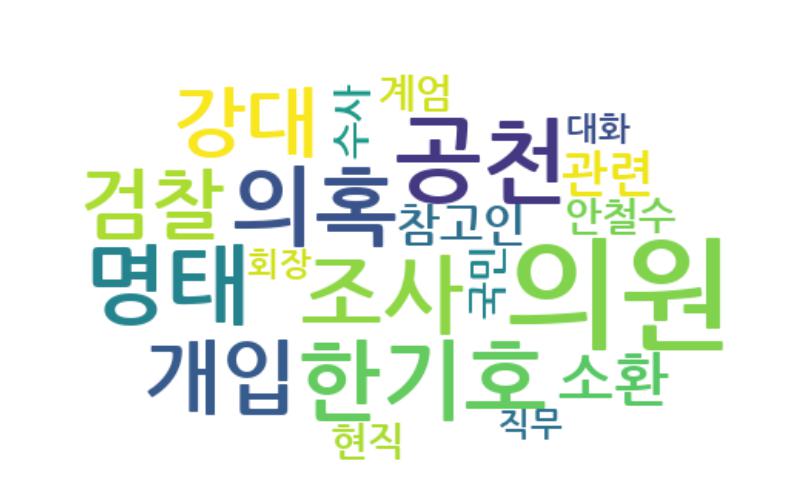 계엄
강대
수사
공천
대화
관련
검찰
의혹
참고인
안철수
명태
회장
조사
국민
의원
개입
한기호
소환
현직
직무